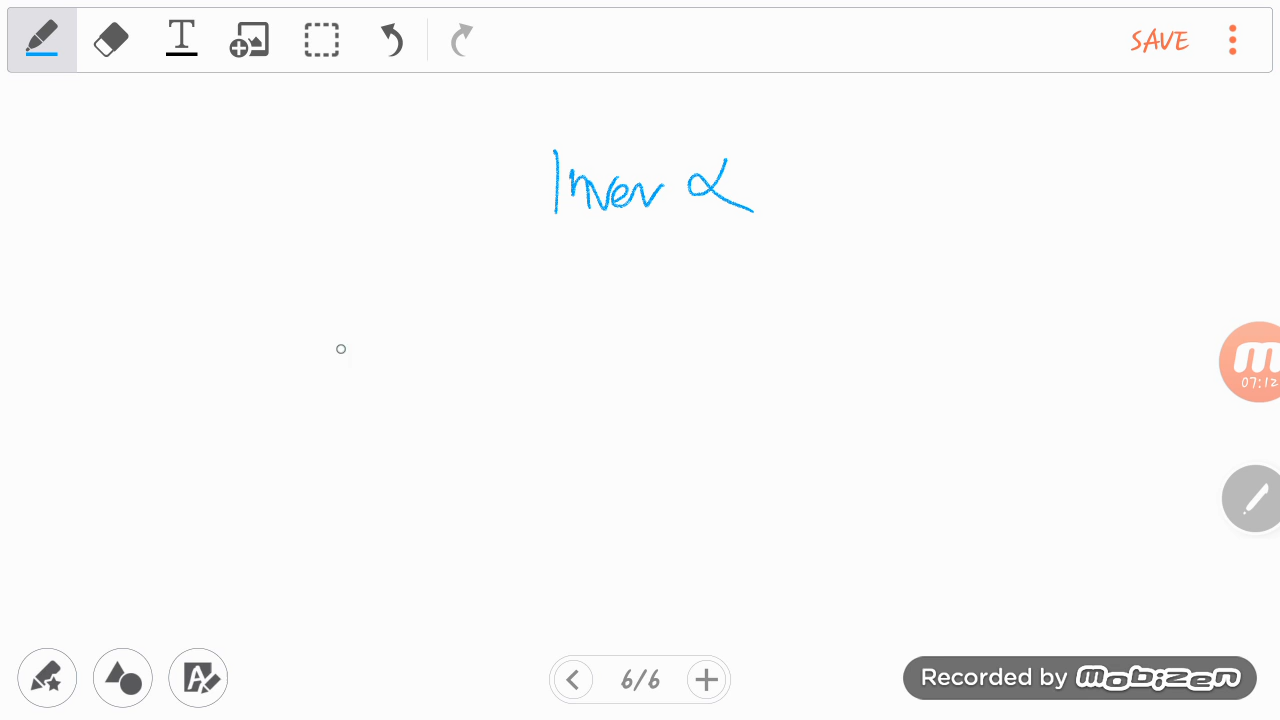 T
SAVE
Inver α
07:12
A
6/6
Recorded by mobizen